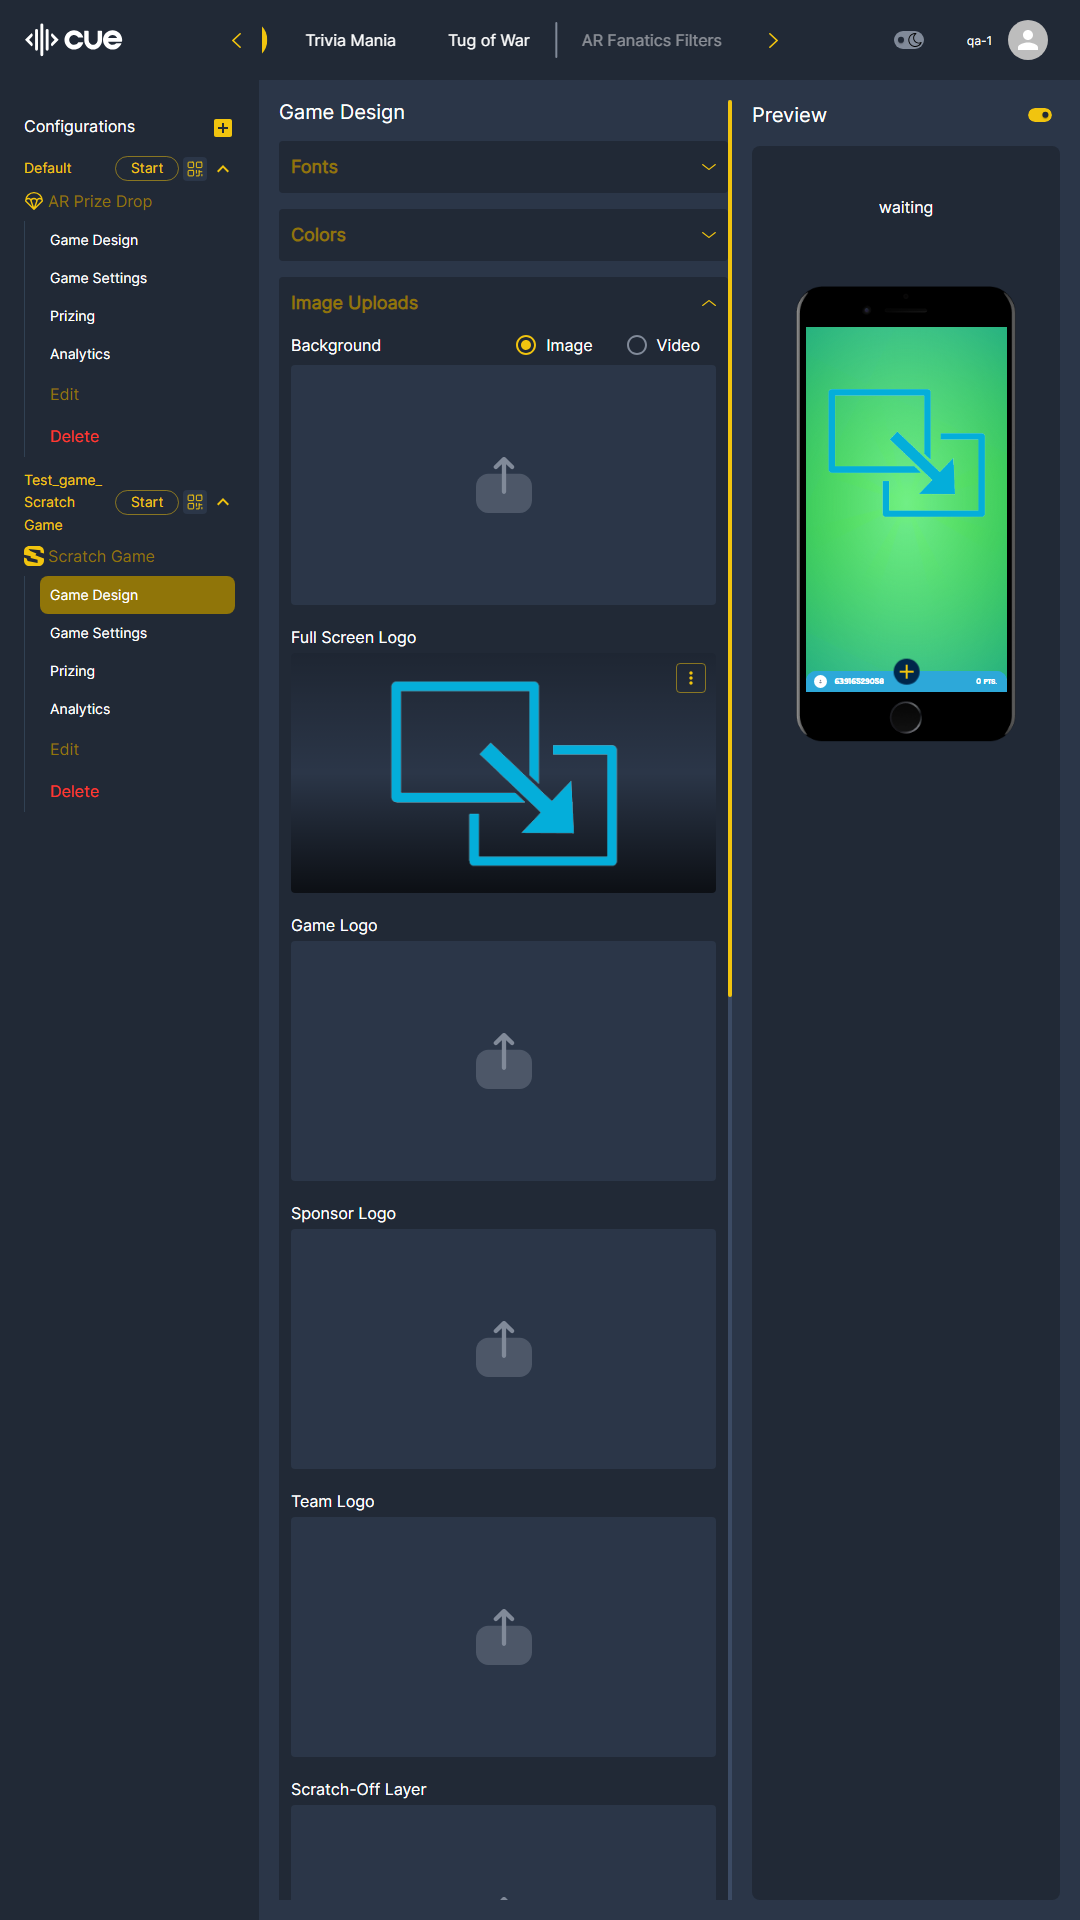 cue
Trivia Mania
Tug of War
AR Fanatics Filters
qa-1
Configurations
Default
Start
AR Prize Drop
Game Design
Game Settings
Prizing
Analytics
Edit
Delete
Test_game_
Scratch
Game
Start
Scratch Game
Game Design
Game Settings
Prizing
Analytics
Edit
Delete
Game Design
Fonts
Colors
Image Uploads
Background
Image
Video
Full Screen Logo
Game Logo
Sponsor Logo
Team Logo
Scratch-Off Layer
Preview
waiting
0 PTS.